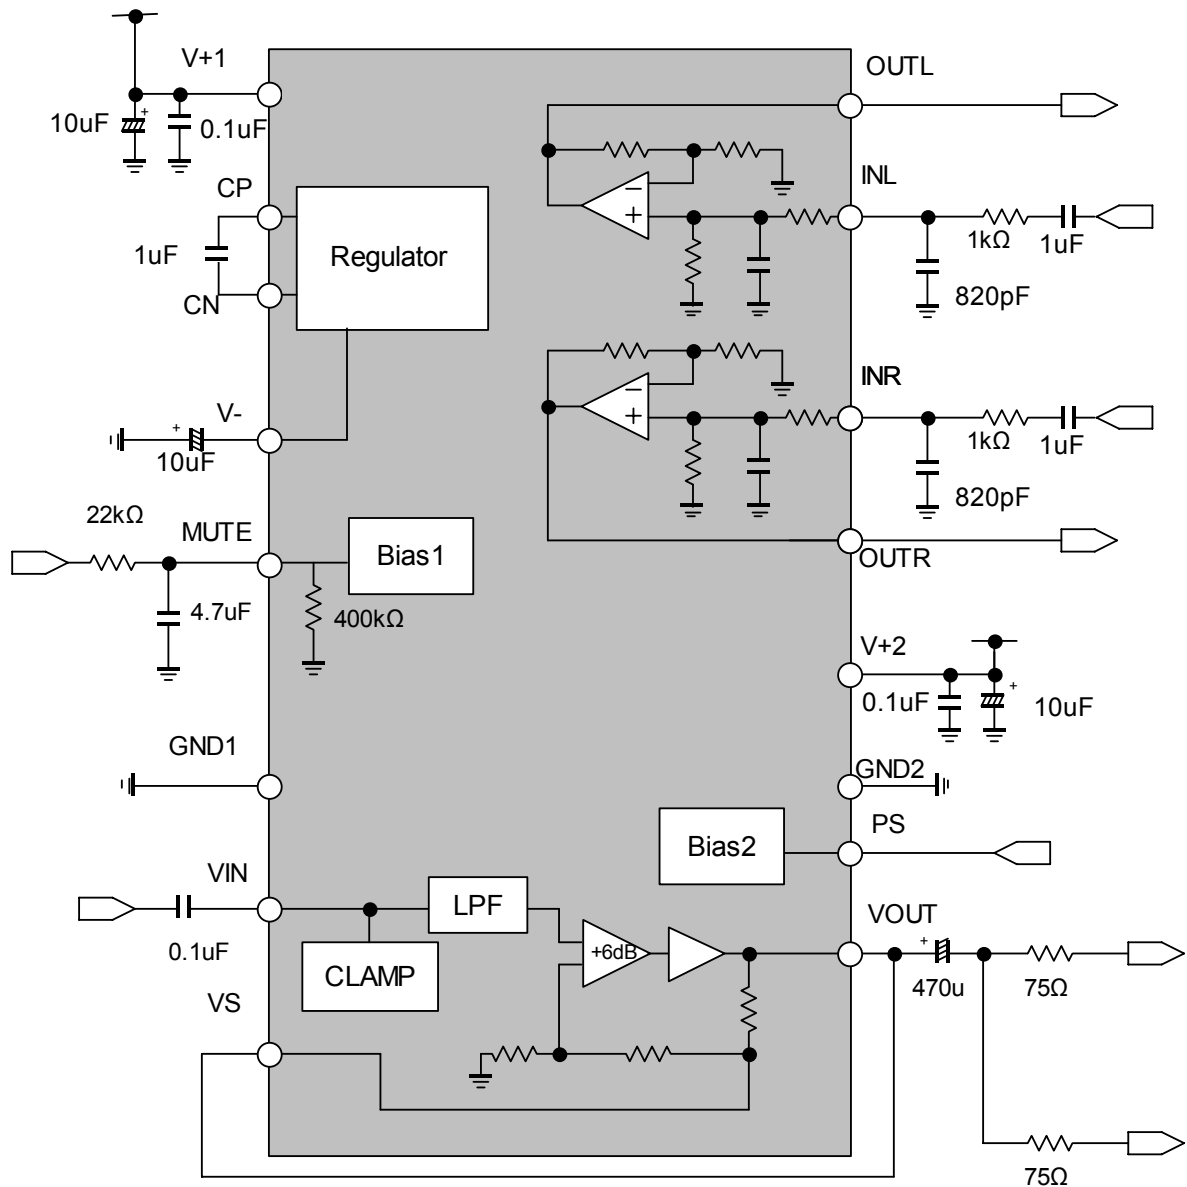 V+1
OUTL
10uF
+
0.1uF
CP
INL
−
+
1uF
Regulator
1kΩ
1uF
CN
820pF
INR
V-
−
+
+
10uF
1kΩ
1uF
22kΩ
820pF
MUTE
Bias1
OUTR
4.7uF
400kΩ
V+2
0.1uF
+
10uF
GND1
GND2
PS
Bias2
VIN
LPF
VOUT
0.1uF
CLAMP
+6dB
+
470u
75Ω
VS
75Ω